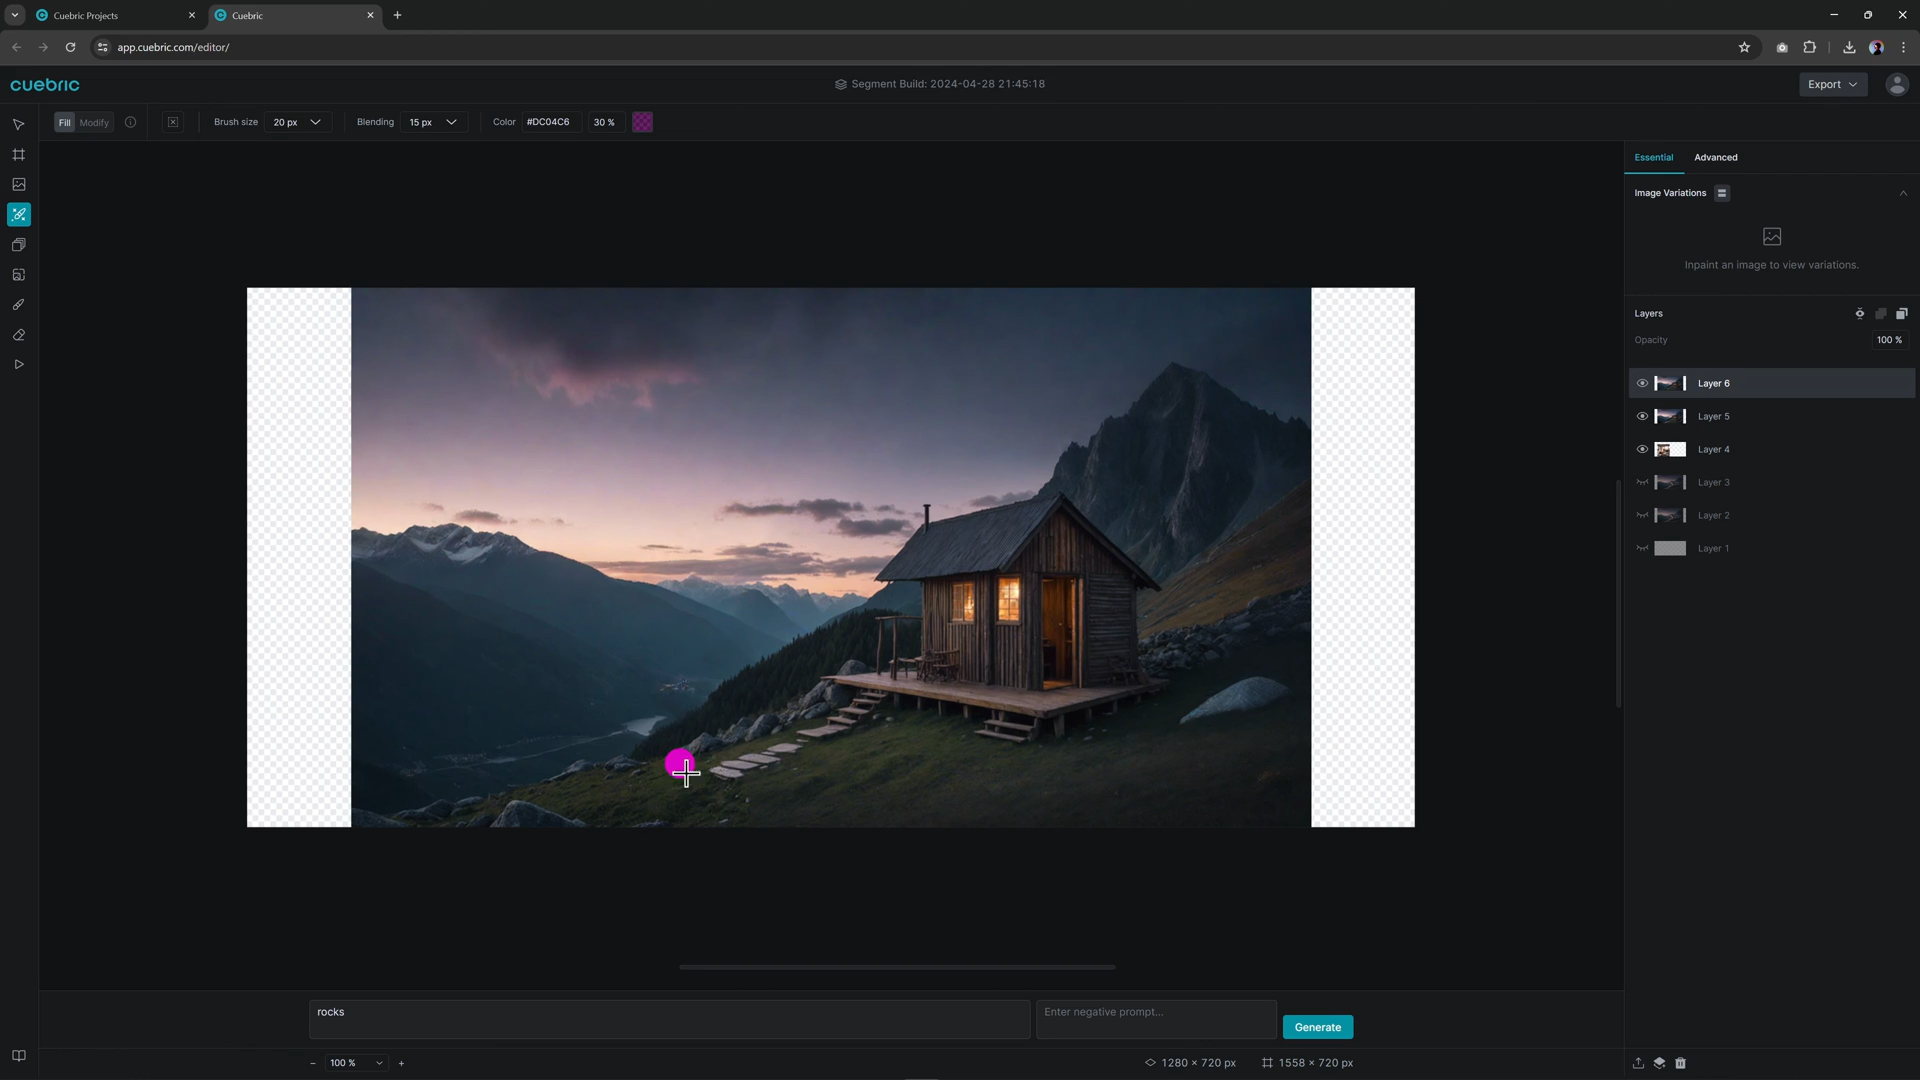 Cuebric Projects
Cuebric
app.cuebric.com/editor/
cuebric
Segment Build: 2024-04-28 21:45:18
Export
Fill Modify
Brush size 20 px
Blending 15 px
Color #DC04C6 30 %
Essential Advanced
Image Variations
Inpaint an image to view variations.
Layers
Opacity 100 %
Layer 6
Layer 5
Layer 4
Layer 3
Layer 2
Layer 1
rocks
Enter negative prompt...
Generate
100 %
1280 × 720 px
1558 × 720 px